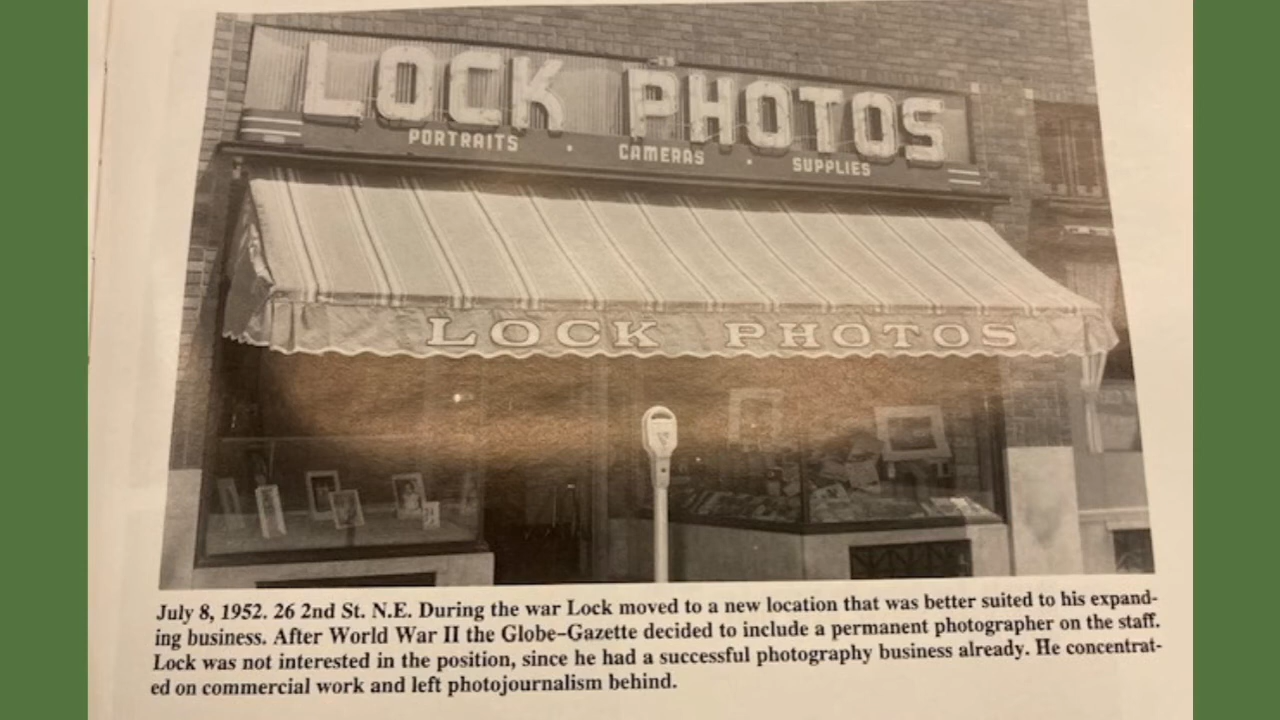 LOCK PHOTOS
PORTRAITS · CAMERAS · SUPPLIES
LOCK PHOTOS
July 8, 1952. 26 2nd St. N.E. During the war Lock moved to a new location that was better suited to his expand-
ing business. After World War II the Globe-Gazette decided to include a permanent photographer on the staff.
Lock was not interested in the position, since he had a successful photography business already. He concentrat-
ed on commercial work and left photojournalism behind.